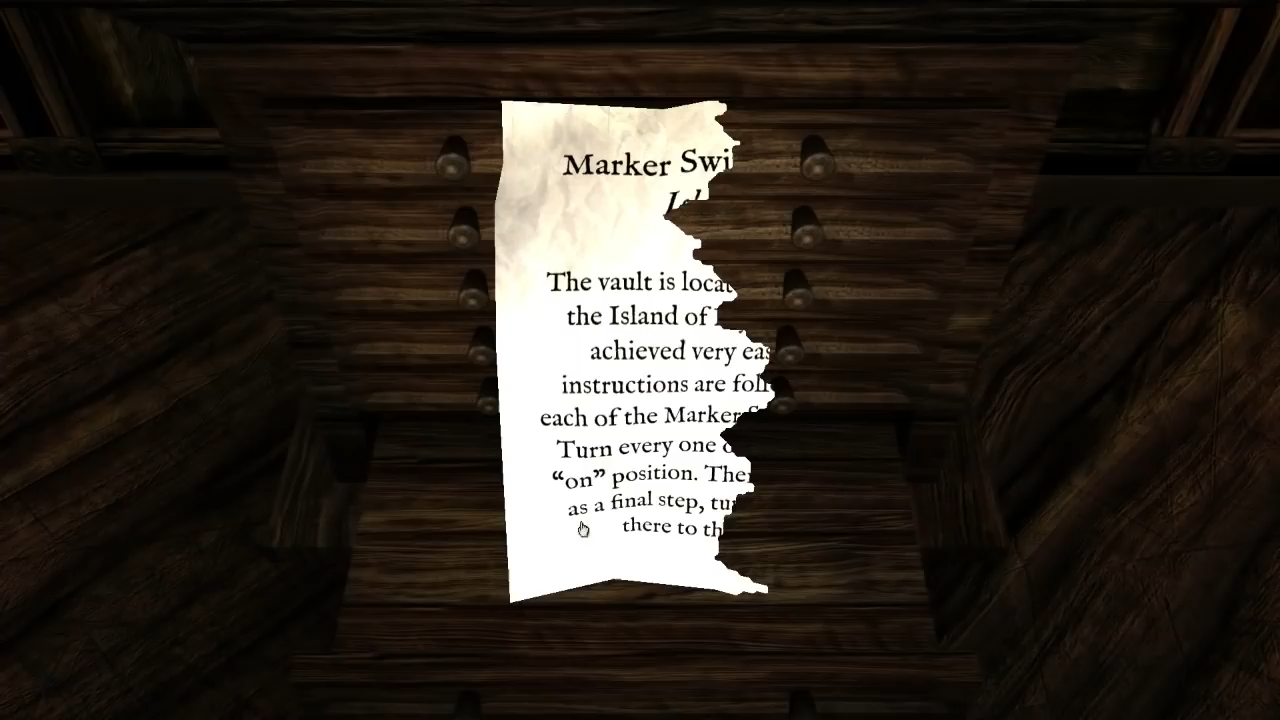 Marker Swi
The vault is locat
the Island of
achieved very eas
instructions are foll
each of the Marker S
Turn every one o
“on” position. The
as a final step, tu
there to th